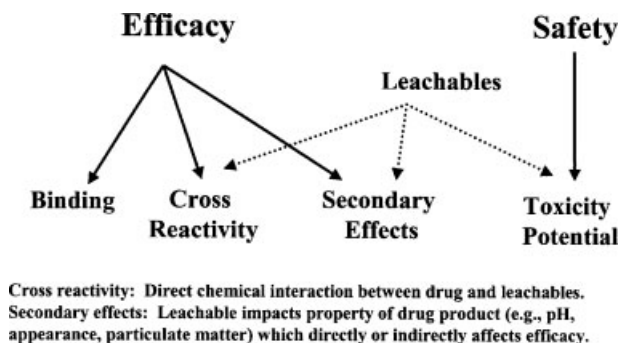 Efficacy
Safety
Leachables
Binding
Cross
Reactivity
Secondary
Effects
Toxicity
Potential
Cross reactivity: Direct chemical interaction between drug and leachables.
Secondary effects: Leachable impacts property of drug product (e.g., pH,
appearance, particulate matter) which directly or indirectly affects efficacy.